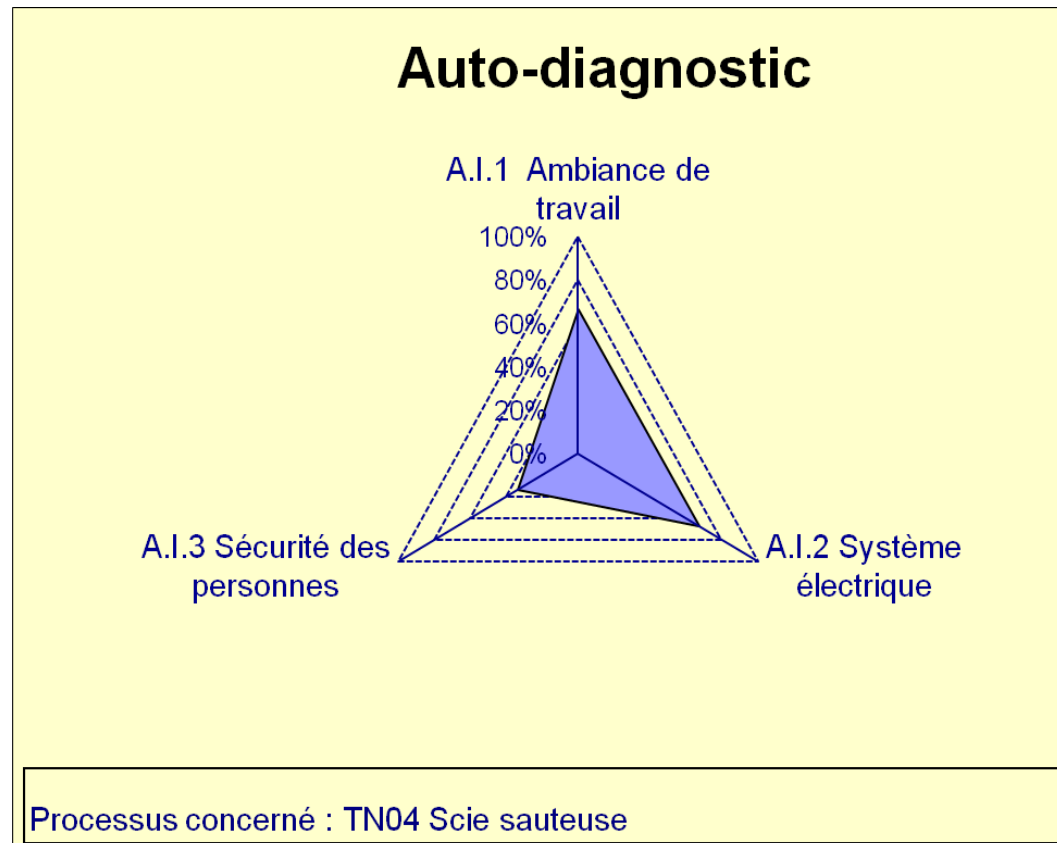 Auto-diagnostic
A.I.1  Ambiance de
travail
100%
80%
60%
40%
20%
0%
A.I.3 Sécurité des
personnes
A.I.2 Système
électrique
Processus concerné : TN04 Scie sauteuse